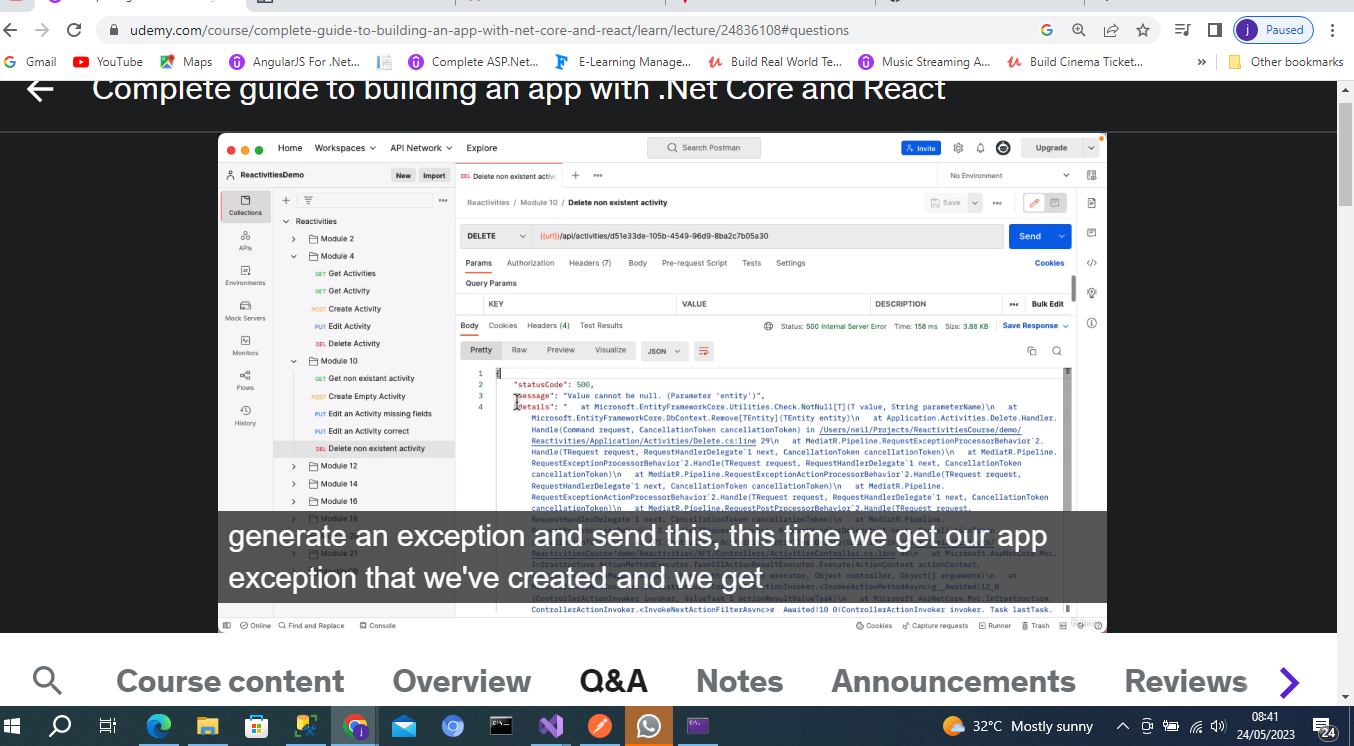 udemy.com/course/complete-guide-to-building-an-app-with-net-core-and-react/learn/lecture/24836108#questions
j Paused
Gmail YouTube Maps AngularJS For .Net... Complete ASP.Net... E-Learning Manage... Build Real World Te... Music Streaming A... Build Cinema Ticket... » Other bookmarks
Complete guide to building an app with .Net Core and React
Home Workspaces API Network Explore Search Postman Invite Upgrade
ReactivitiesDemo New Import DEL Delete non existent activi No Environment
Collections
APIs
Environments
Mock Servers
Monitors
Flows
History
Reactivities
Module 2
Module 4
GET Get Activities
GET Get Activity
POST Create Activity
PUT Edit Activity
DEL Delete Activity
Module 10
GET Get non existant activity
POST Create Empty Activity
PUT Edit an Activity missing fields
PUT Edit an Activity correct
DEL Delete non existent activity
Module 12
Module 14
Module 16
Module 18
Module 21
Reactivities / Module 10 / Delete non existent activity Save
DELETE {{url}}/api/activities/d51e33de-105b-4549-96d9-8ba2c7b05a30 Send
Params Authorization Headers (7) Body Pre-request Script Tests Settings Cookies
Query Params
KEY VALUE DESCRIPTION Bulk Edit
Body Cookies Headers (4) Test Results Status: 500 Internal Server Error Time: 158 ms Size: 3.88 KB Save Response
Pretty Raw Preview Visualize JSON
1 {
2 "statusCode": 500,
3 "message": "Value cannot be null. (Parameter 'entity')",
4 "details": " at Microsoft.EntityFrameworkCore.Utilities.Check.NotNull[T](T value, String parameterName)\n at
Microsoft.EntityFrameworkCore.DbContext.Remove[TEntity](TEntity entity)\n at Application.Activities.Delete.Handler.
Handle(Command request, CancellationToken cancellationToken) in /Users/neil/Projects/ReactivitiesCourse/demo/
Reactivities/Application/Activities/Delete.cs:line 29\n at MediatR.Pipeline.RequestExceptionProcessorBehavior`2.
Handle(TRequest request, RequestHandlerDelegate`1 next, CancellationToken cancellationToken)\n at MediatR.Pipeline.
RequestExceptionProcessorBehavior`2.Handle(TRequest request, RequestHandlerDelegate`1 next, CancellationToken
cancellationToken)\n at MediatR.Pipeline.RequestExceptionActionProcessorBehavior`2.Handle(TRequest request,
RequestHandlerDelegate`1 next, CancellationToken cancellationToken)\n at MediatR.Pipeline.
RequestExceptionActionProcessorBehavior`2.Handle(TRequest request, RequestHandlerDelegate`1 next, CancellationToken
cancellationToken)\n at MediatR.Pipeline.RequestPostProcessorBehavior`2.Handle(TRequest request,
RequestHandlerDelegate`1 next, CancellationToken cancellationToken)\n at MediatR.Pipeline.
generate an exception and send this, this time we get our app
exception that we've created and we get
ControllerActionInvoker.<InvokeNextActionFilterAsync>g__Awaited|10_0(ControllerActionInvoker invoker, Task lastTask,
Online Find and Replace Console Cookies Capture requests Runner Trash
Course content Overview Q&A Notes Announcements Reviews
32°C Mostly sunny
08:41
24/05/2023
24